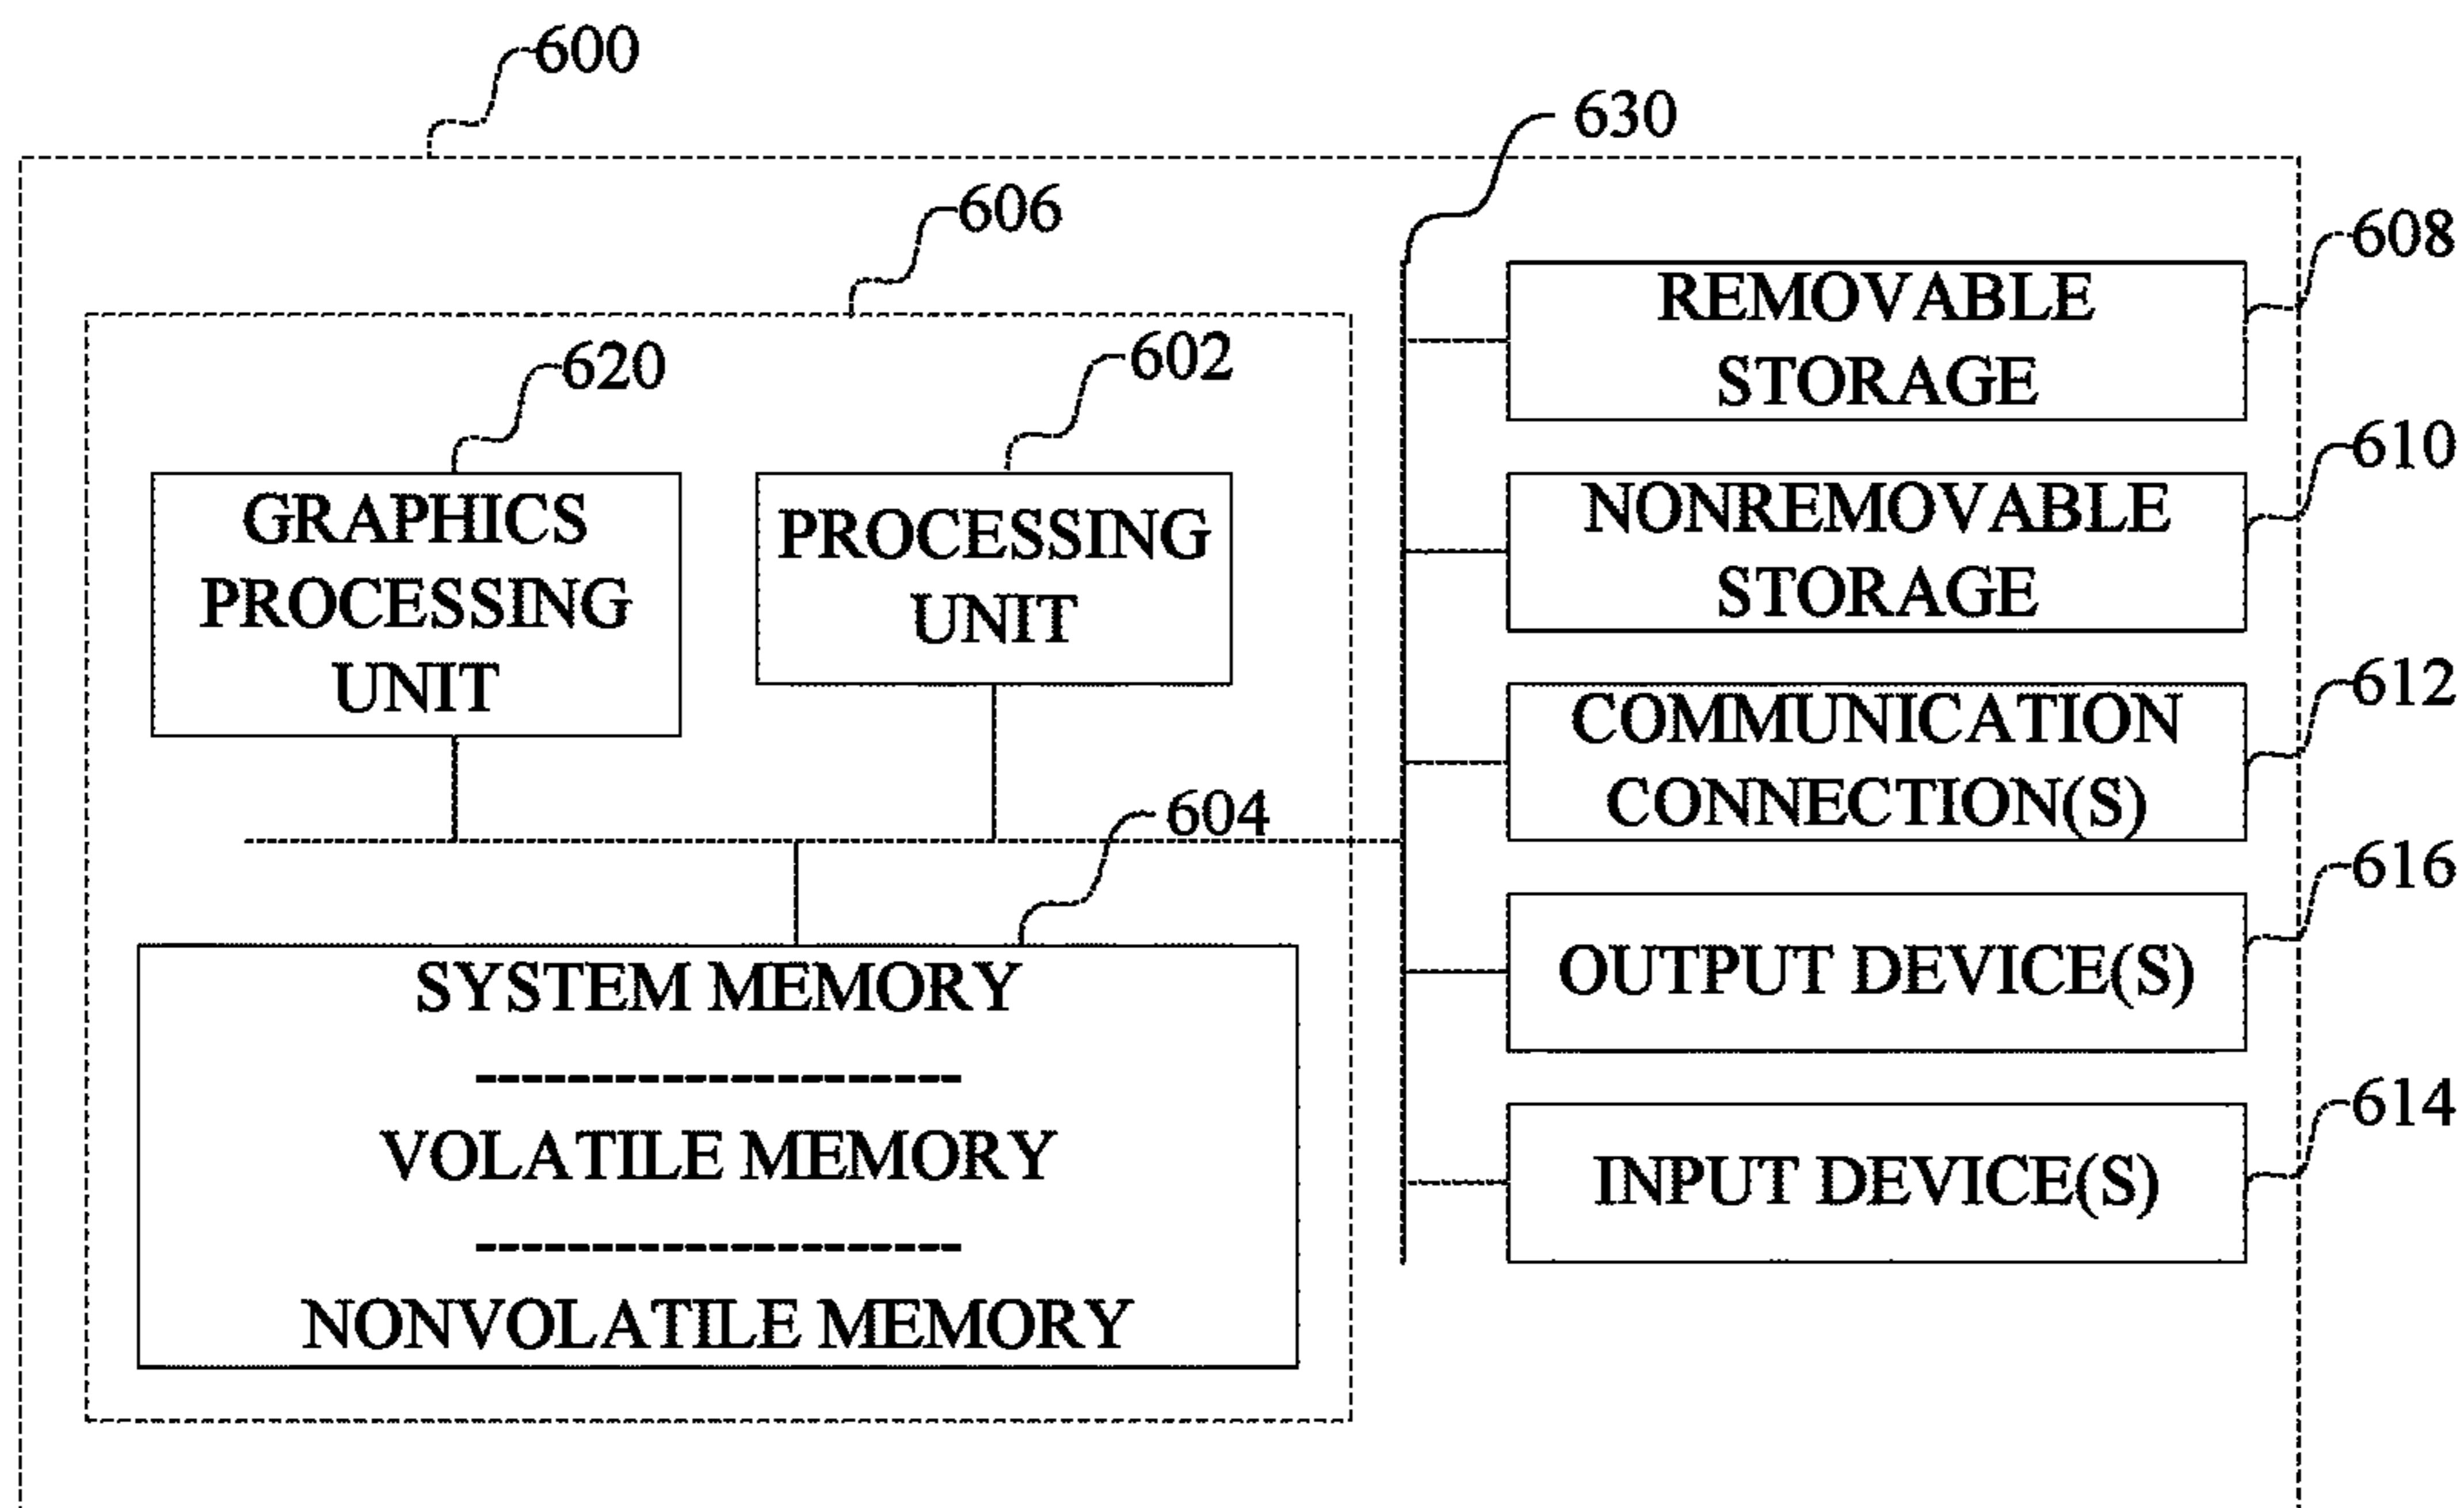 600
630
606
608
REMOVABLE
STORAGE
620
602
610
GRAPHICS
PROCESSING
UNIT
PROCESSING
UNIT
NONREMOVABLE
STORAGE
612
COMMUNICATION
CONNECTION(S)
604
616
OUTPUT DEVICE(S)
SYSTEM MEMORY
VOLATILE MEMORY
NONVOLATILE MEMORY
614
INPUT DEVICE(S)